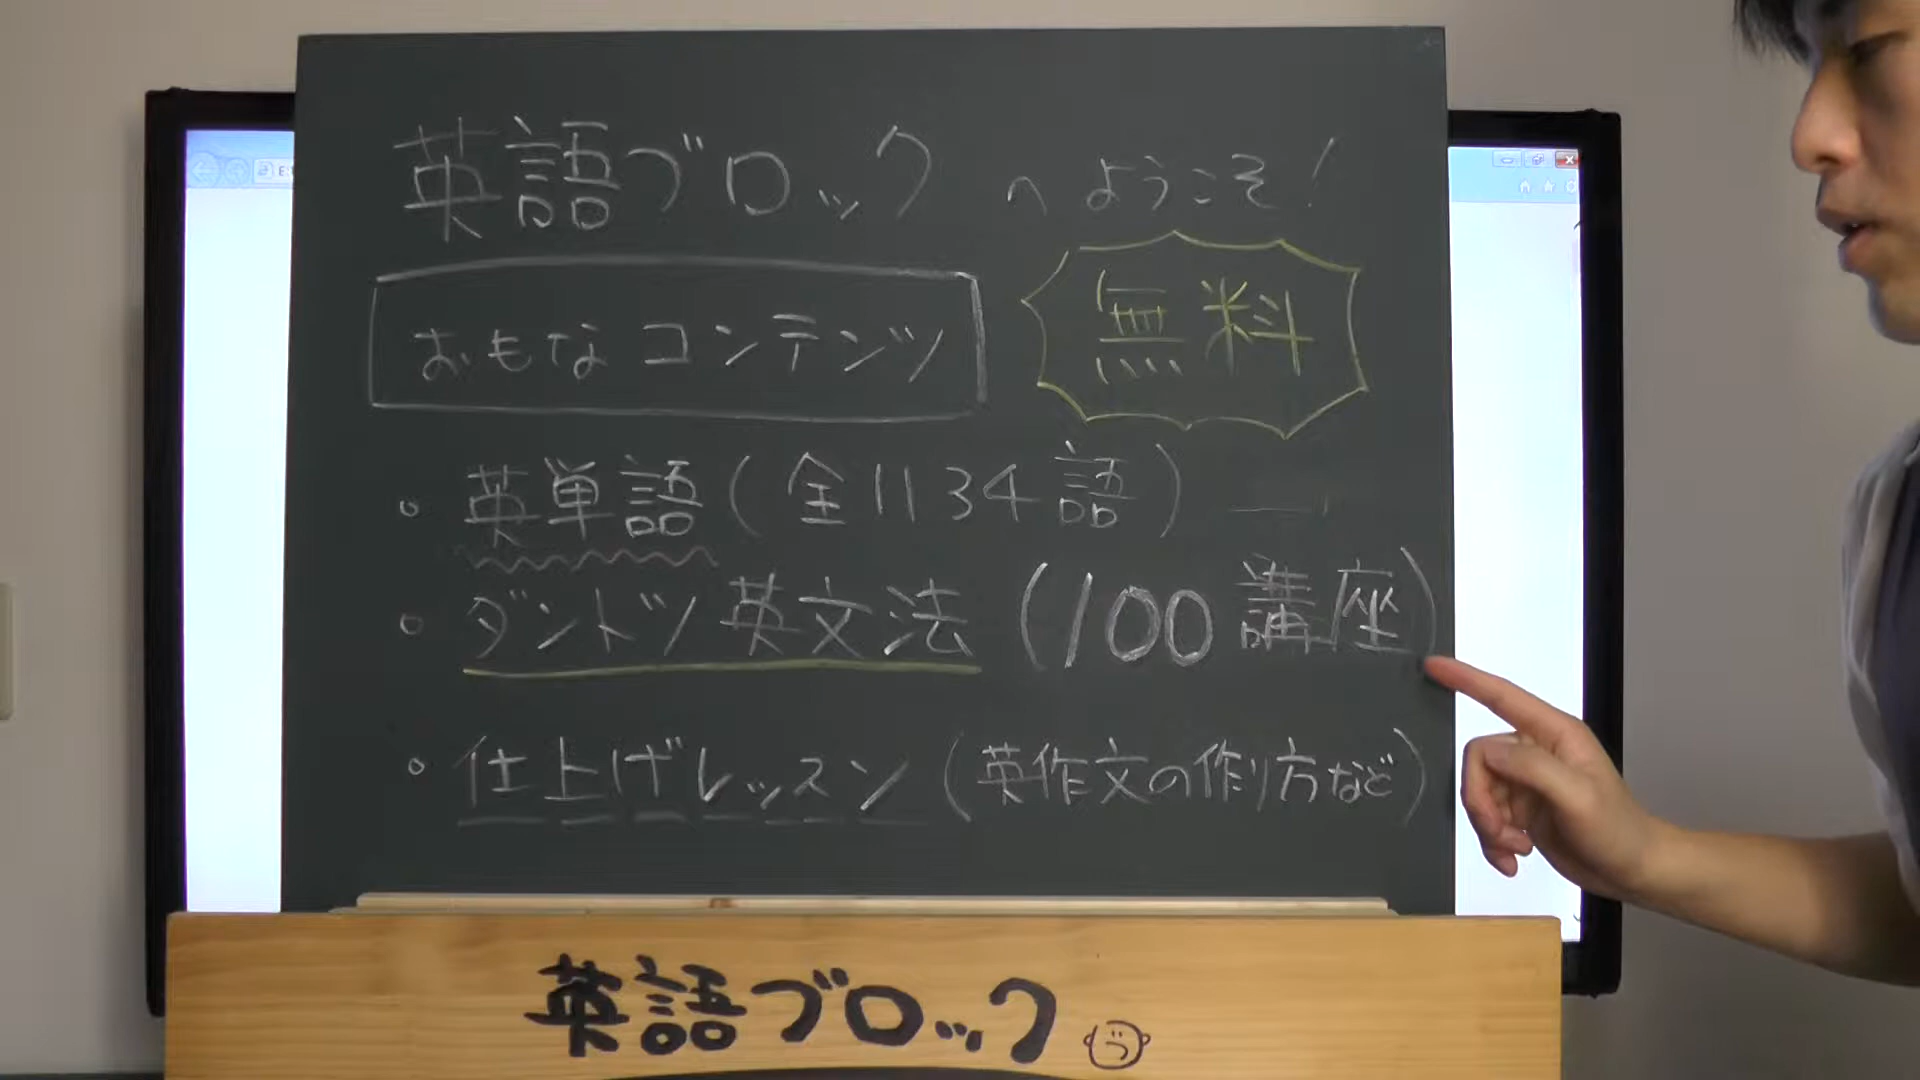 英語ブロックへようこそ!
おもなコンテンツ
無料
・英単語(全1134語)
・ダントツ英文法(100講座)
・仕上げレッスン(英作文の作り方など)
英語ブロック